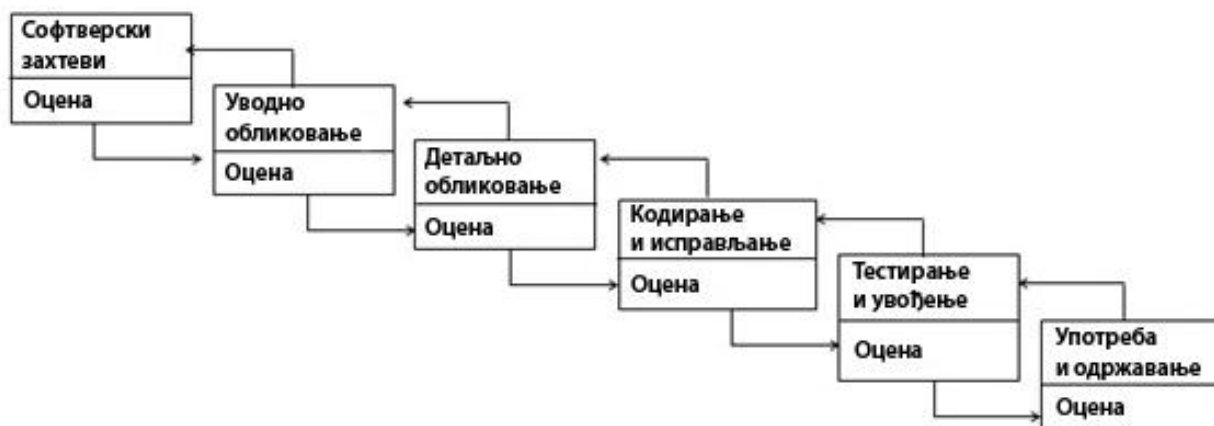 Софтверски
захтеви
Оцена
Уводно
обликовање
Оцена
Детаљно
обликовање
Оцена
Кодирање
и исправљање
Оцена
Тестирање
и увођење
Оцена
Употреба
и одржавање
Оцена